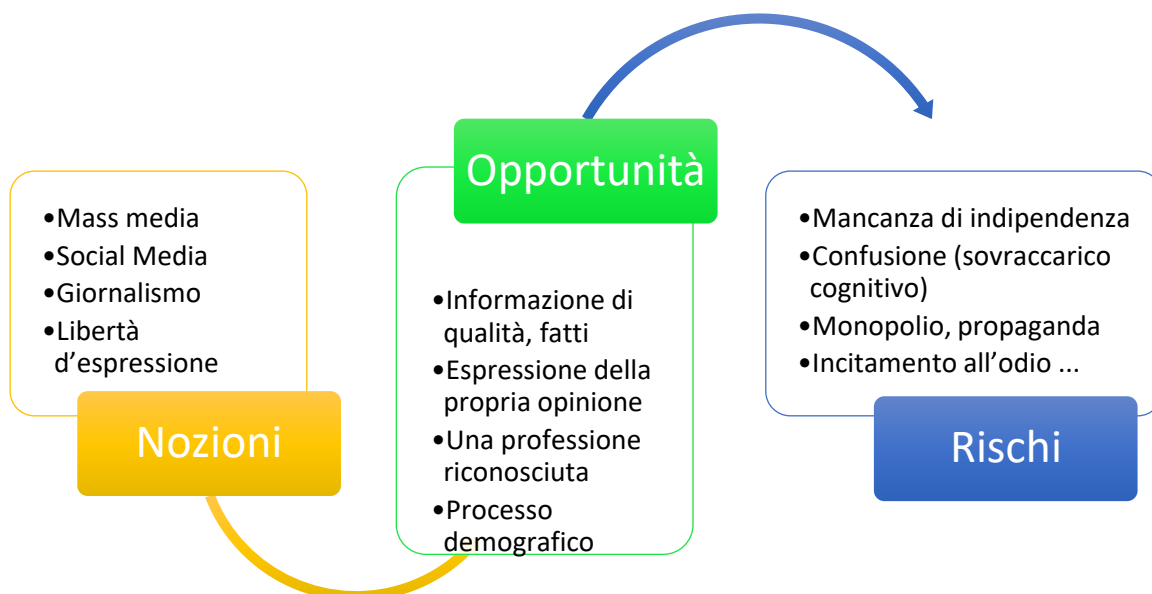 •Mass media
•Social Media
•Giornalismo
•Libertà
d’espressione
Nozioni
Opportunità
•Informazione di
qualità, fatti
•Espressione della
propria opinione
•Una professione
riconosciuta
•Processo
demografico
•Mancanza di indipendenza
•Confusione (sovraccarico
cognitivo)
•Monopolio, propaganda
•Incitamento all’odio ...
Rischi